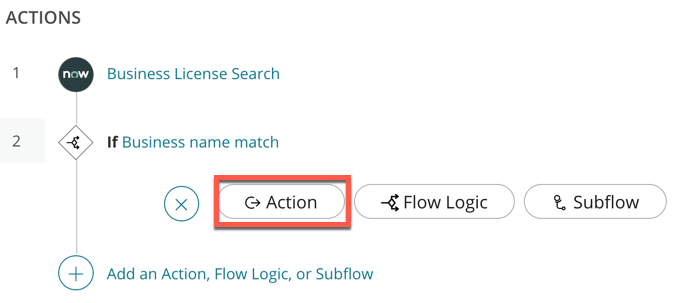 ACTIONS
1 now Business License Search
2 If Business name match
Action Flow Logic Subflow
Add an Action, Flow Logic, or Subflow